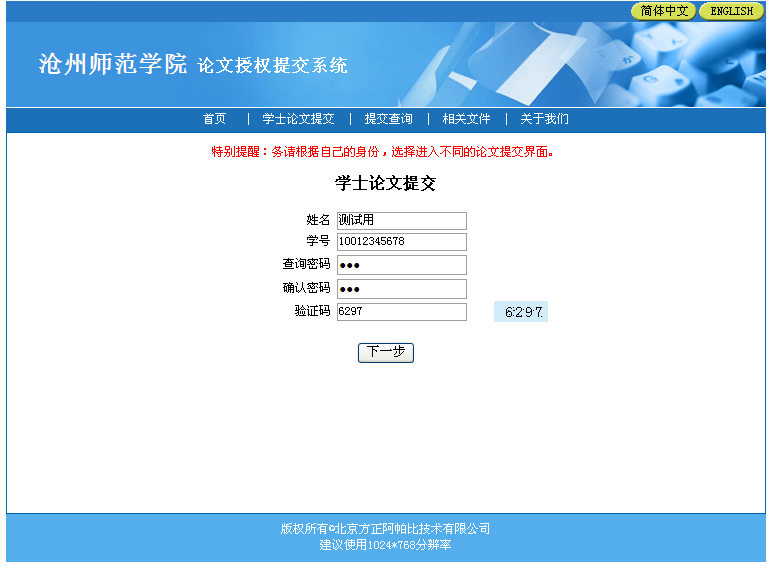 简体中文 ENGLISH
沧州师范学院 论文授权提交系统
首页 | 学士论文提交 | 提交查询 | 相关文件 | 关于我们
特别提醒：务请根据自己的身份，选择进入不同的论文提交界面。
学士论文提交
姓名 测试用
学号 10012345678
查询密码 ●●●
确认密码 ●●●
验证码 6297 6297
下一步
版权所有©北京方正阿帕比技术有限公司
建议使用1024*768分辨率